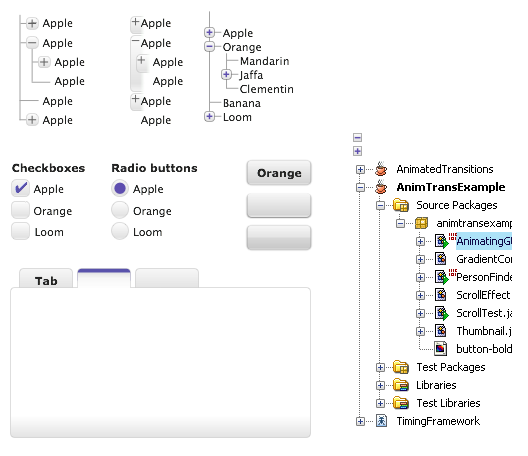 Apple
Apple
Apple
Apple
Apple
Apple
Apple
Apple
Apple
Apple
Apple
Apple
Apple
Orange
Mandarin
Jaffa
Clementin
Banana
Loom
Checkboxes
Apple
Orange
Loom
Radio buttons
Apple
Orange
Loom
Orange
Tab
AnimatedTransitions
AnimTransExample
Source Packages
animtransexamp
AnimatingGU
GradientCon
PersonFinde
ScrollEffect
ScrollTest.ja
Thumbnail.j
button-bold
Test Packages
Libraries
Test Libraries
TimingFramework